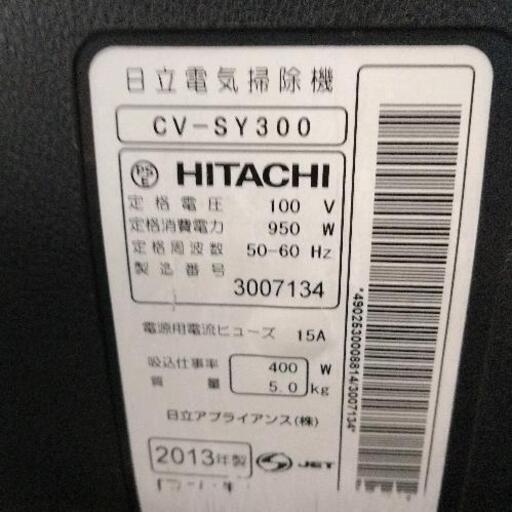 日立電気掃除機
CV-SY300
PSE HITACHI
定格電圧 100 V
定格消費電力 950 W
定格周波数 50-60 Hz
製造番号
3007134
電源用電流ヒューズ 15A
吸込仕事率 400 W
質量 5.0 kg
日立アプライアンス(株)
2013年製 JET
*4902530008814/3007134*